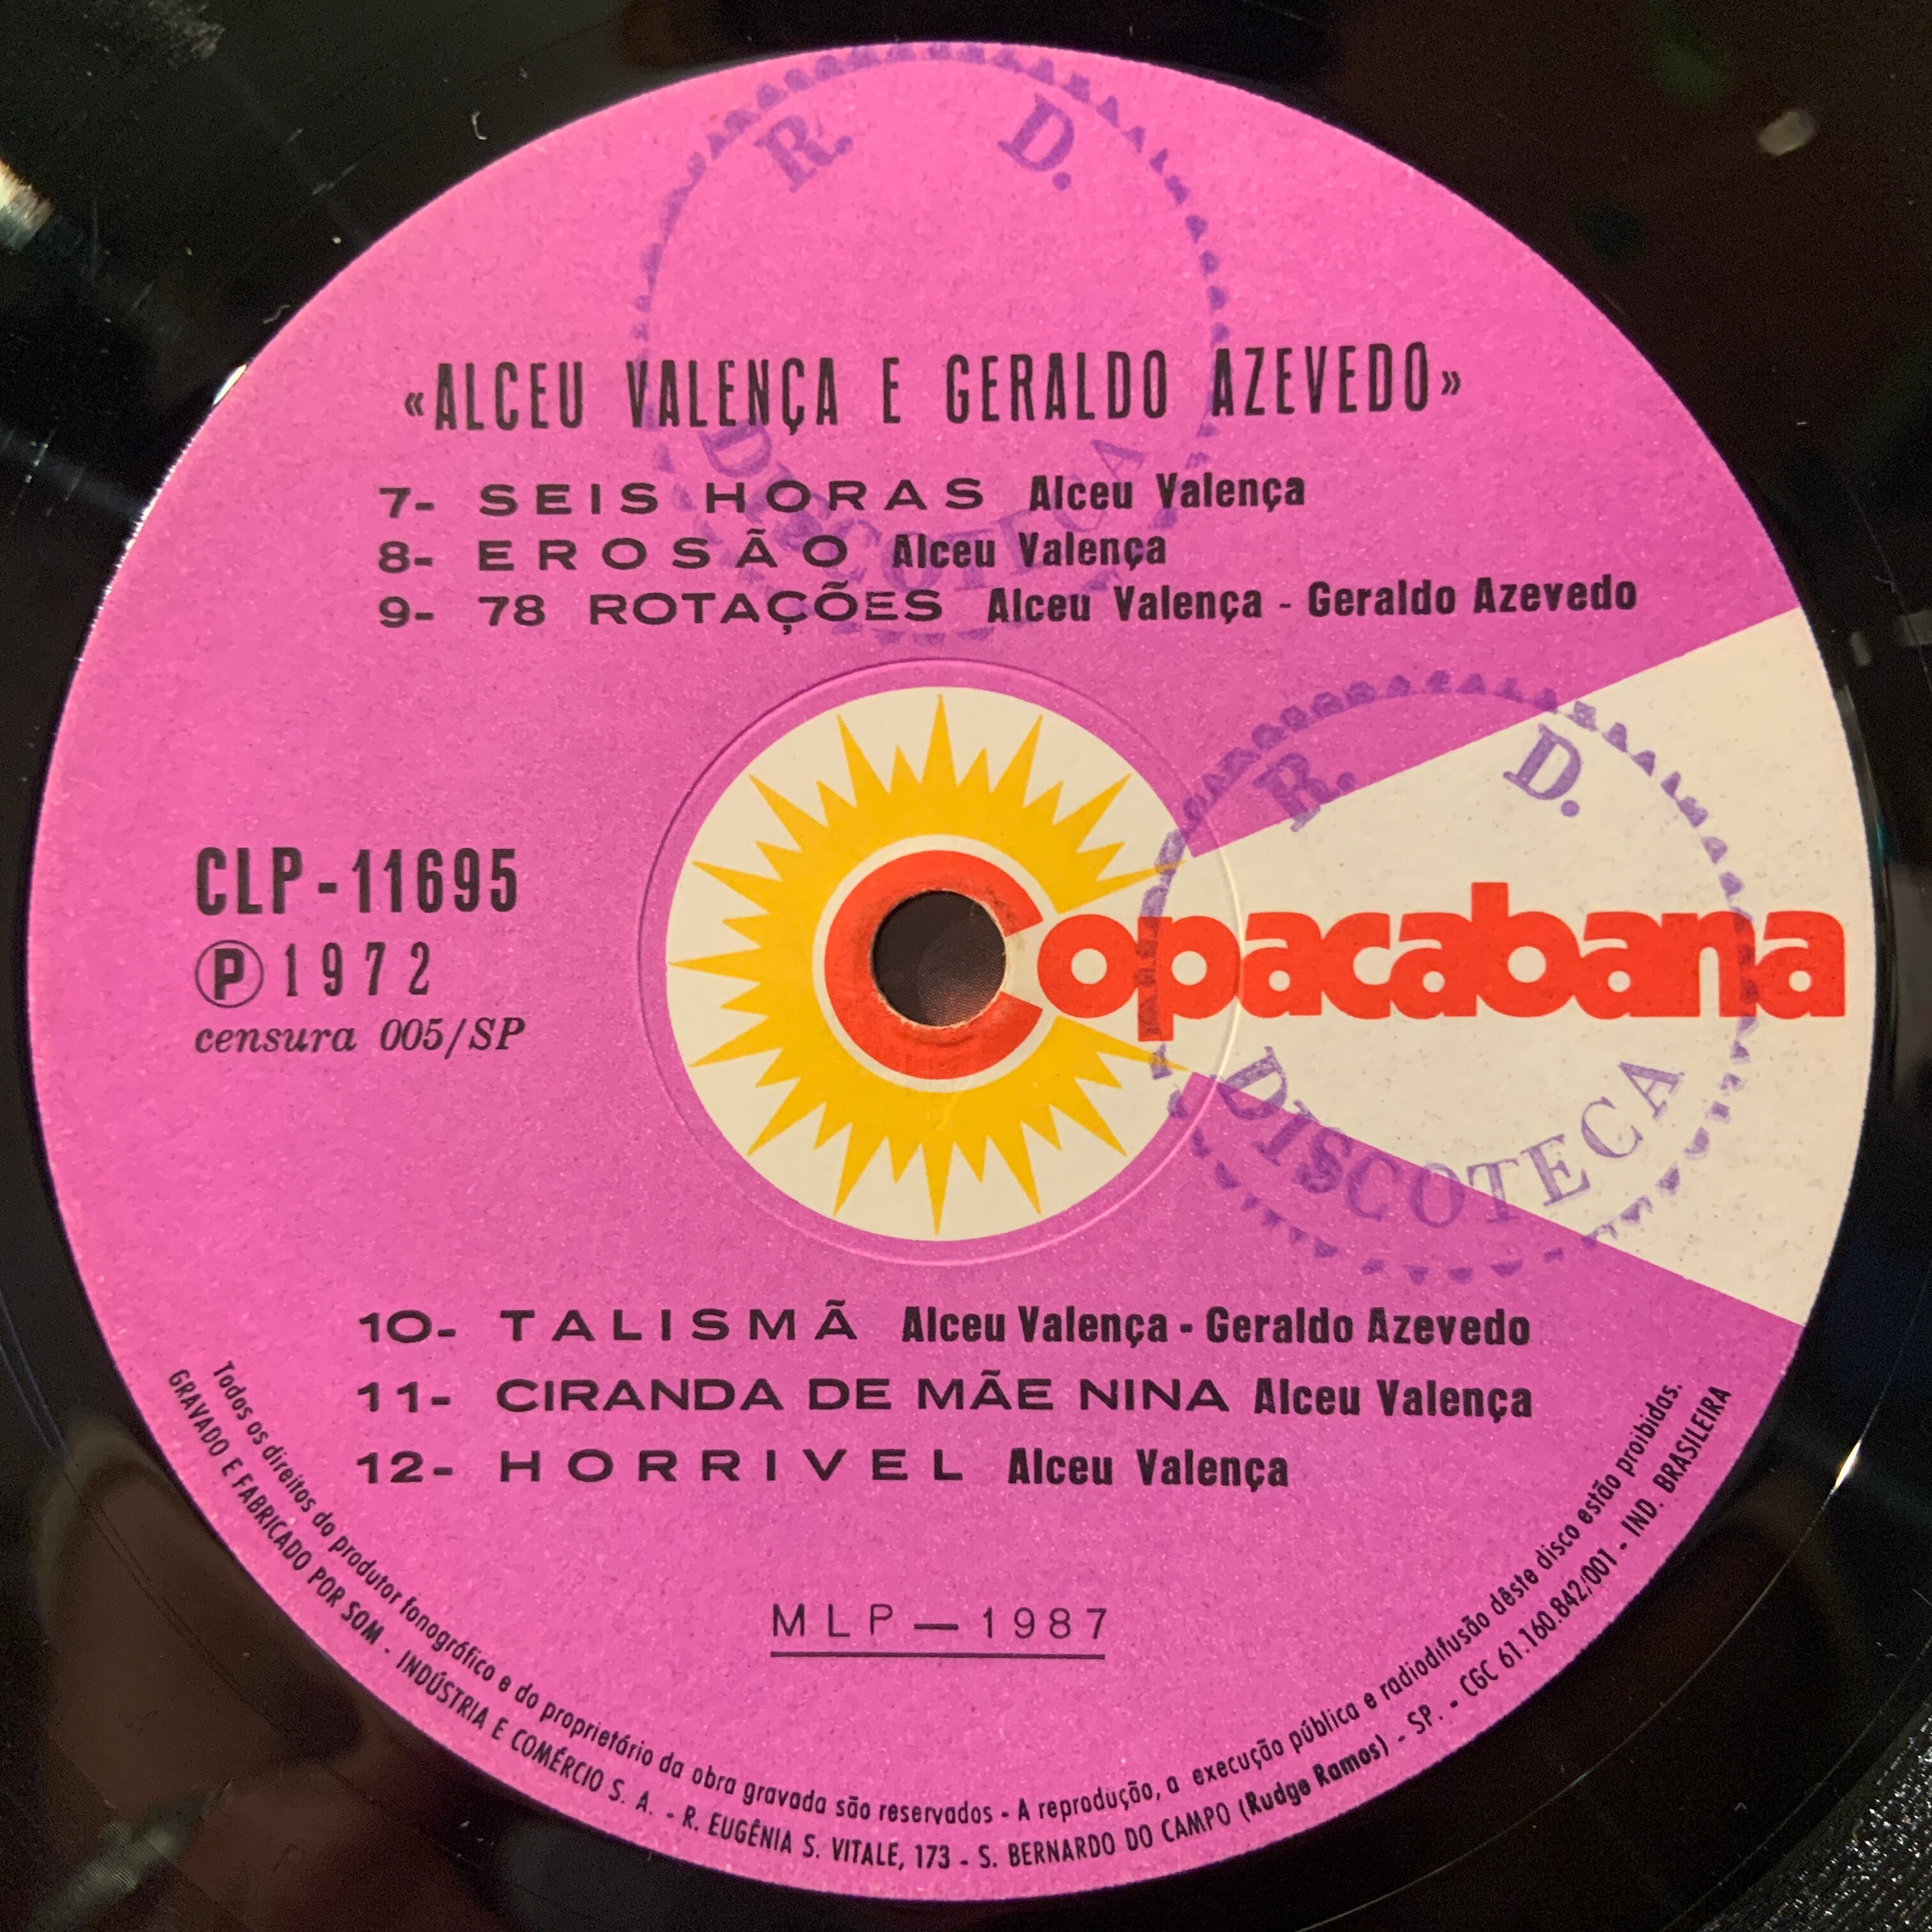 R. D.
«ALCEU VALENÇA E GERALDO AZEVEDO»
DISCOTECA
7- SEIS HORAS Alceu Valença
8- EROSÃO Alceu Valença
9- 78 ROTAÇÕES Alceu Valença - Geraldo Azevedo
R. D.
CLP-11695
Ⓟ1972
censura 005/SP
Copacabana
DISCOTECA
10- TALISMÃ Alceu Valença - Geraldo Azevedo
11- CIRANDA DE MÃE NINA Alceu Valença
12- HORRIVEL Alceu Valença
MLP — 1987
Todos os direitos do produtor fonográfico e do proprietário da obra gravada são reservados - A reprodução, a execução pública e radiodifusão dêste disco estão proibidas.
GRAVADO E FABRICADO POR SOM - INDÚSTRIA E COMÉRCIO S. A. - R. EUGÊNIA S. VITALE, 173 - S. BERNARDO DO CAMPO (Rudge Ramos) - SP. - CGC 61.160.842/001 - IND. BRASILEIRA